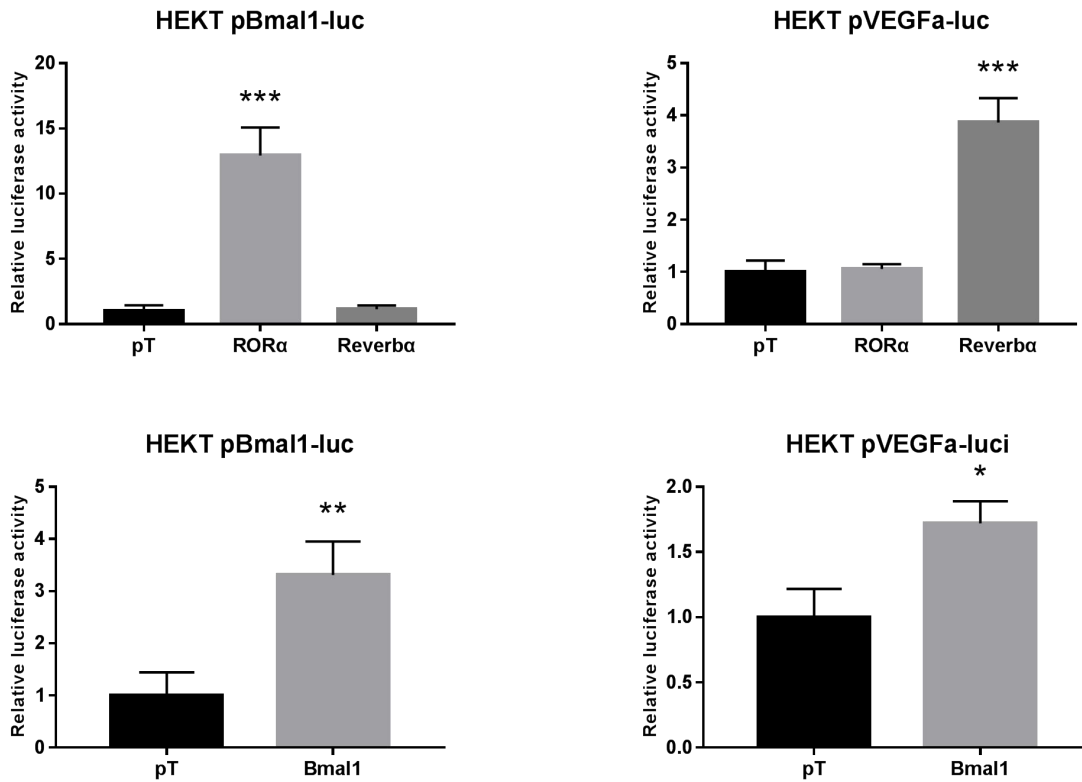 HEKT pBmal1-luc
Relative luciferase activity
20
15
10
5
0
***
pT RORα Reverbα
HEKT pVEGFa-luc
Relative luciferase activity
5
4
3
2
1
0
***
pT RORα Reverbα
HEKT pBmal1-luc
Relative luciferase activity
5
4
3
2
1
0
**
pT Bmal1
HEKT pVEGFa-luci
Relative luciferase activity
2.0
1.5
1.0
0.5
0.0
*
pT Bmal1